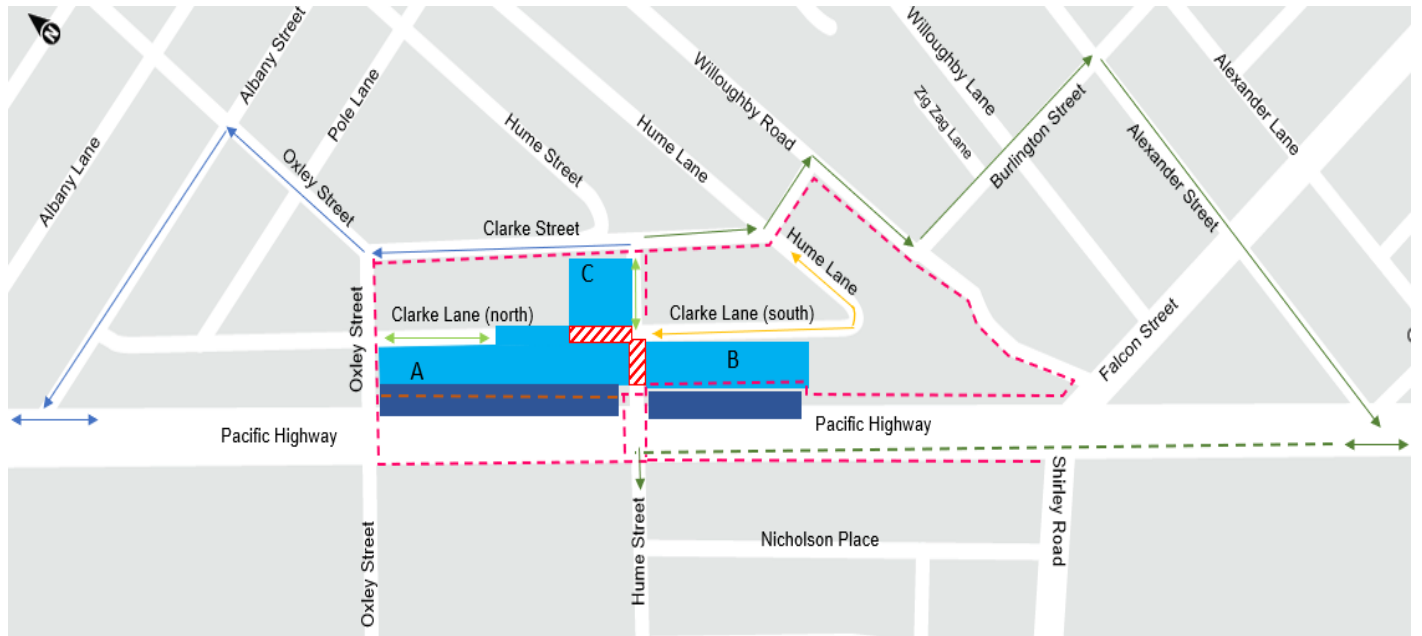 N
Albany Street
Willoughby Lane
Alexander Lane
Willoughby Road
Pole Lane
Zig Zag Lane
Hume Street
Hume Lane
Burlington Street
Albany Lane
Oxley Street
Alexander Street
Clarke Street
Hume Lane
C
Oxley Street
Clarke Lane (north)
Clarke Lane (south)
Falcon Street
A
B
Pacific Highway
Pacific Highway
Oxley Street
Hume Street
Shirley Road
Nicholson Place